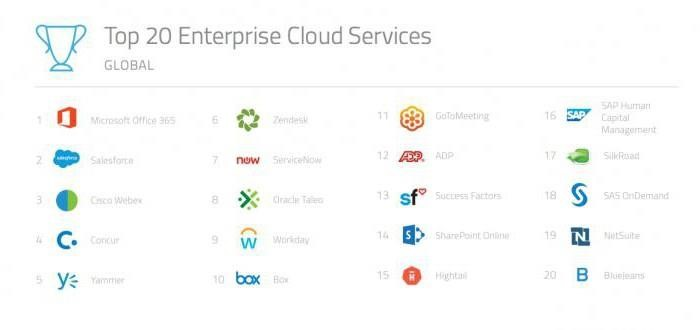 Top 20 Enterprise Cloud Services
GLOBAL
1 Microsoft Office 365
2 salesforce Salesforce
3 Cisco Webex
4 C. Concur
5 y Yammer
6 Zendesk
7 now ServiceNow
8 Oracle Taleo
9 w Workday
10 box Box
11 GoToMeeting
12 ADP ADP
13 sf Success Factors
14 S SharePoint Online
15 H Hightail
16 SAP SAP Human
Capital
Management
17 SilkRoad
18 S SAS OnDemand
19 N NetSuite
20 B BlueJeans